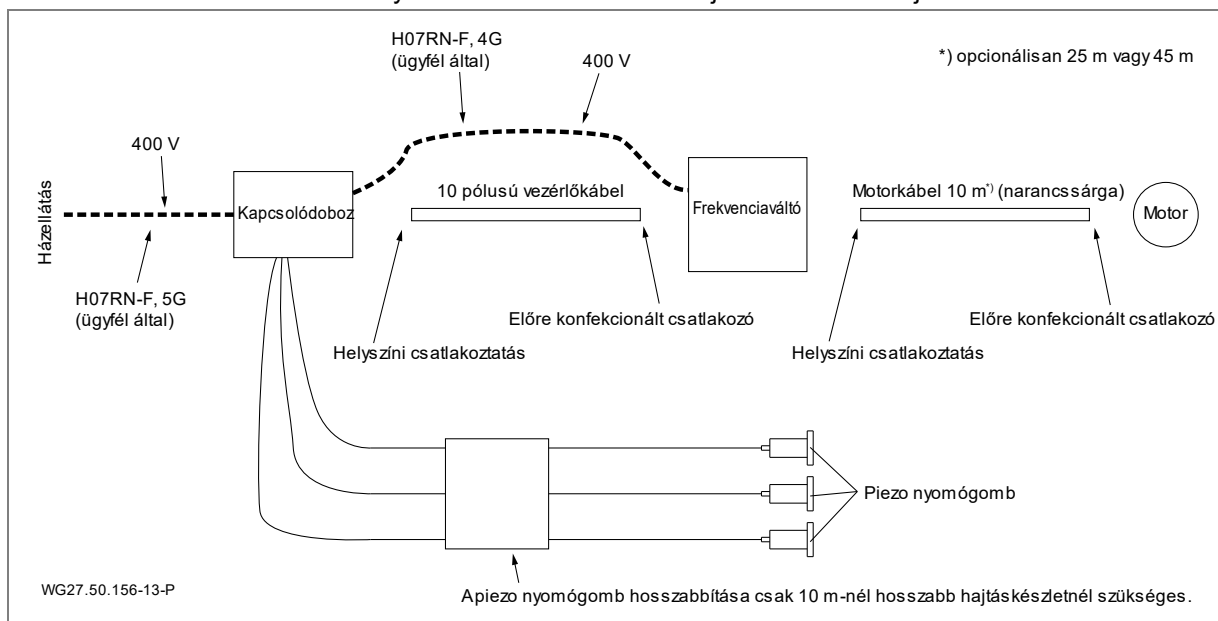 H07RN-F, 4G
(ügyfél által)
400 V
*) opcionálisan 25 m vagy 45 m
400 V
Házellátás
Kapcsolódoboz
10 pólusú vezérlőkábel
Frekvenciaváltó
Motorkábel 10 m*) (narancssárga)
Motor
H07RN-F, 5G
(ügyfél által)
Előre konfekcionált csatlakozó
Előre konfekcionált csatlakozó
Helyszíni csatlakoztatás
Helyszíni csatlakoztatás
Piezo nyomógomb
WG27.50.156-13-P
Apiezo nyomógomb hosszabbítása csak 10 m-nél hosszabb hajtáskészletnél szükséges.